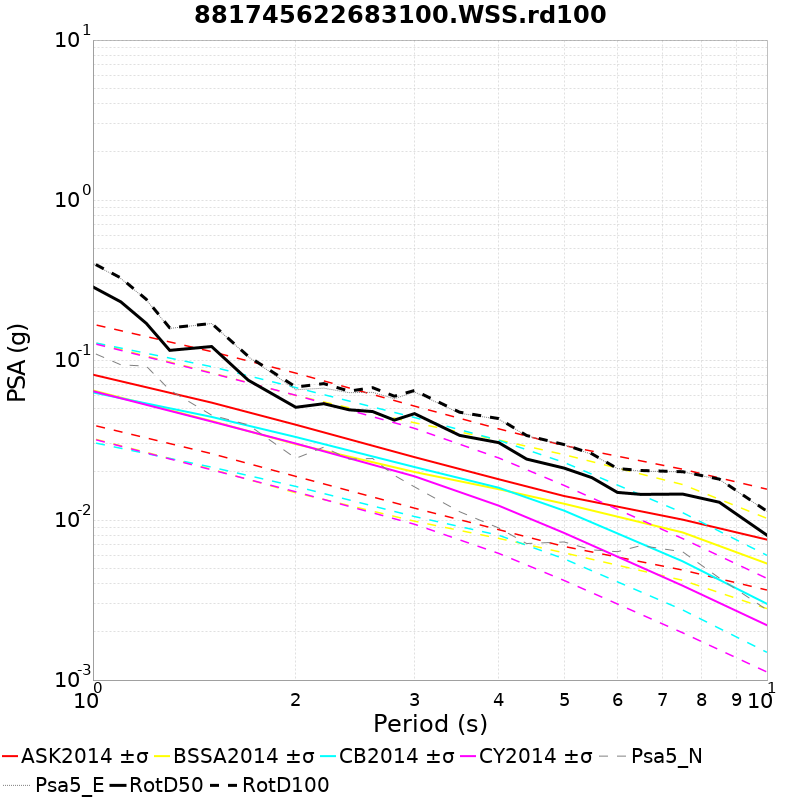 881745622683100.WSS.rd100
10^1
10^0
10^-1
10^-2
10^-3
PSA (g)
10^0 2 3 4 5 6 7 8 9 10^1
Period (s)
ASK2014 ±σ BSSA2014 ±σ CB2014 ±σ CY2014 ±σ Psa5_N
Psa5_E RotD50 RotD100